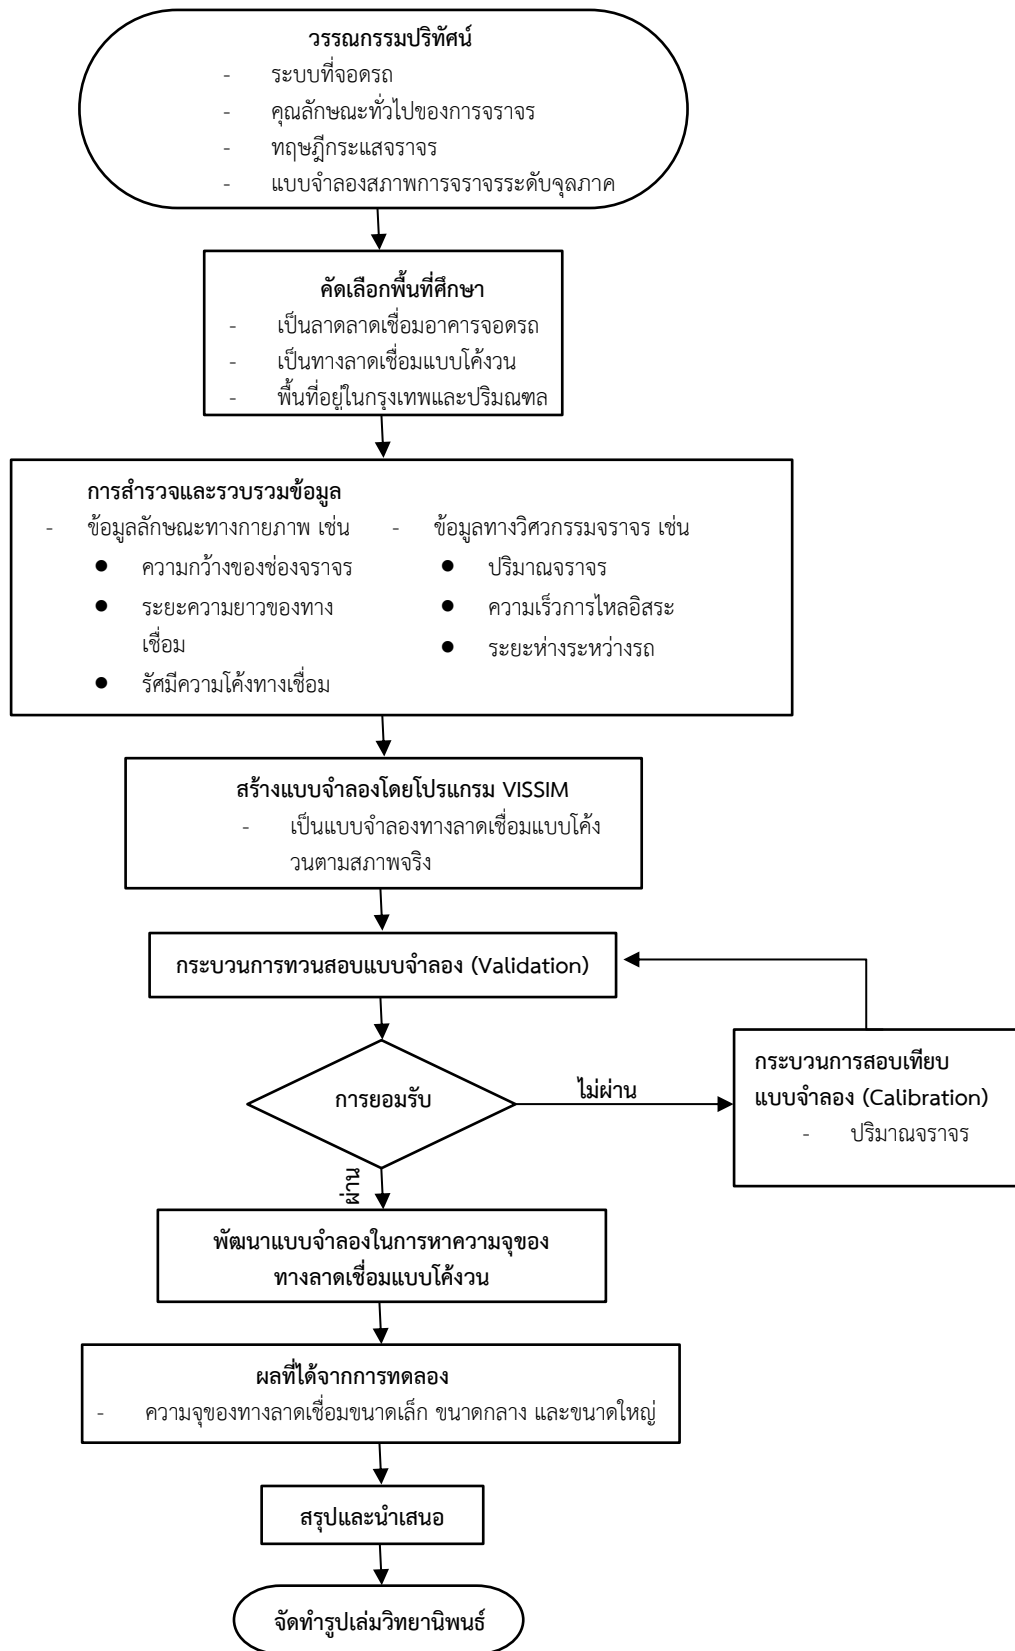 วรรณกรรมปริทัศน์
- ระบบที่จอดรถ
- คุณลักษณะทั่วไปของการจราจร
- ทฤษฎีกระแสจราจร
- แบบจำลองสภาพการจราจรระดับจุลภาค
คัดเลือกพื้นที่ศึกษา
- เป็นลาดลาดเชื่อมอาคารจอดรถ
- เป็นทางลาดเชื่อมแบบโค้งวน
- พื้นที่อยู่ในกรุงเทพและปริมณฑล
การสำรวจและรวบรวมข้อมูล
- ข้อมูลลักษณะทางกายภาพ เช่น
● ความกว้างของช่องจราจร
● ระยะความยาวของทาง
เชื่อม
● รัศมีความโค้งทางเชื่อม
- ข้อมูลทางวิศวกรรมจราจร เช่น
● ปริมาณจราจร
● ความเร็วการไหลอิสระ
● ระยะห่างระหว่างรถ
สร้างแบบจำลองโดยโปรแกรม VISSIM
- เป็นแบบจำลองทางลาดเชื่อมแบบโค้ง
วนตามสภาพจริง
กระบวนการทวนสอบแบบจำลอง (Validation)
การยอมรับ
ไม่ผ่าน
กระบวนการสอบเทียบ
แบบจำลอง (Calibration)
- ปริมาณจราจร
ผ่าน
พัฒนาแบบจำลองในการหาความจุของ
ทางลาดเชื่อมแบบโค้งวน
ผลที่ได้จากการทดลอง
- ความจุของทางลาดเชื่อมขนาดเล็ก ขนาดกลาง และขนาดใหญ่
สรุปและนำเสนอ
จัดทำรูปเล่มวิทยานิพนธ์